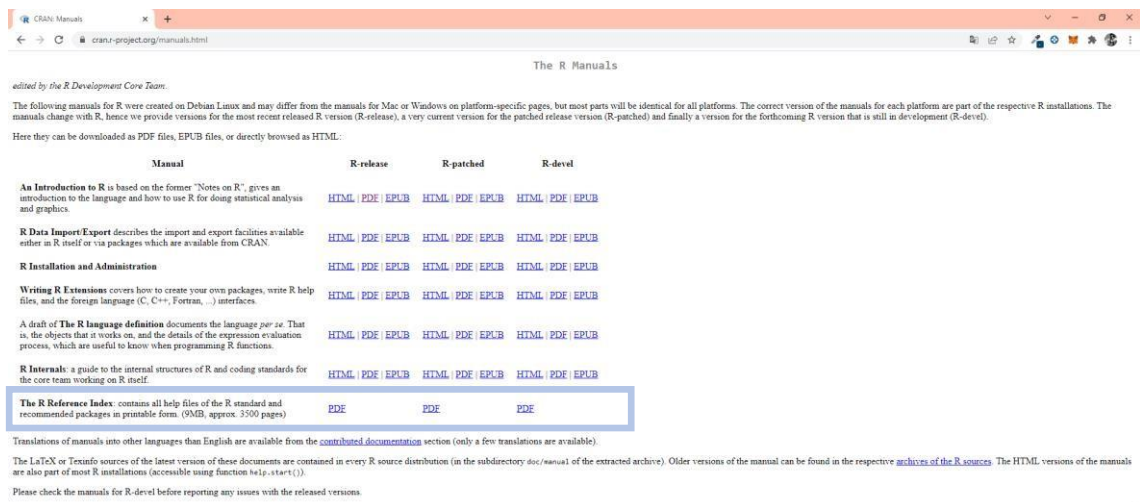 CRAN: Manuals
cran.r-project.org/manuals.html
The R Manuals
edited by the R Development Core Team.
The following manuals for R were created on Debian Linux and may differ from the manuals for Mac or Windows on platform-specific pages, but most parts will be identical for all platforms. The correct version of the manuals for each platform are part of the respective R installations. The
manuals change with R, hence we provide versions for the most recent released R version (R-release), a very current version for the patched release version (R-patched) and finally a version for the forthcoming R version that is still in development (R-devel).
Here they can be downloaded as PDF files, EPUB files, or directly browsed as HTML:
Manual R-release R-patched R-devel
An Introduction to R is based on the former "Notes on R", gives an
introduction to the language and how to use R for doing statistical analysis
and graphics.
HTML | PDF | EPUB HTML | PDF | EPUB HTML | PDF | EPUB
R Data Import/Export describes the import and export facilities available
either in R itself or via packages which are available from CRAN.
HTML | PDF | EPUB HTML | PDF | EPUB HTML | PDF | EPUB
R Installation and Administration HTML | PDF | EPUB HTML | PDF | EPUB HTML | PDF | EPUB
Writing R Extensions covers how to create your own packages, write R help
files, and the foreign language (C, C++, Fortran, ...) interfaces.
HTML | PDF | EPUB HTML | PDF | EPUB HTML | PDF | EPUB
A draft of The R language definition documents the language per se. That
is, the objects that it works on, and the details of the expression evaluation
process, which are useful to know when programming R functions.
HTML | PDF | EPUB HTML | PDF | EPUB HTML | PDF | EPUB
R Internals: a guide to the internal structures of R and coding standards for
the core team working on R itself.
HTML | PDF | EPUB HTML | PDF | EPUB HTML | PDF | EPUB
The R Reference Index: contains all help files of the R standard and
recommended packages in printable form. (9MB, approx. 3500 pages)
PDF PDF PDF
Translations of manuals into other languages than English are available from the contributed documentation section (only a few translations are available).
The LaTeX or Texinfo sources of the latest version of these documents are contained in every R source distribution (in the subdirectory doc/manual of the extracted archive). Older versions of the manual can be found in the respective archives of the R sources. The HTML versions of the manuals
are also part of most R installations (accessible using function help.start()).
Please check the manuals for R-devel before reporting any issues with the released versions.